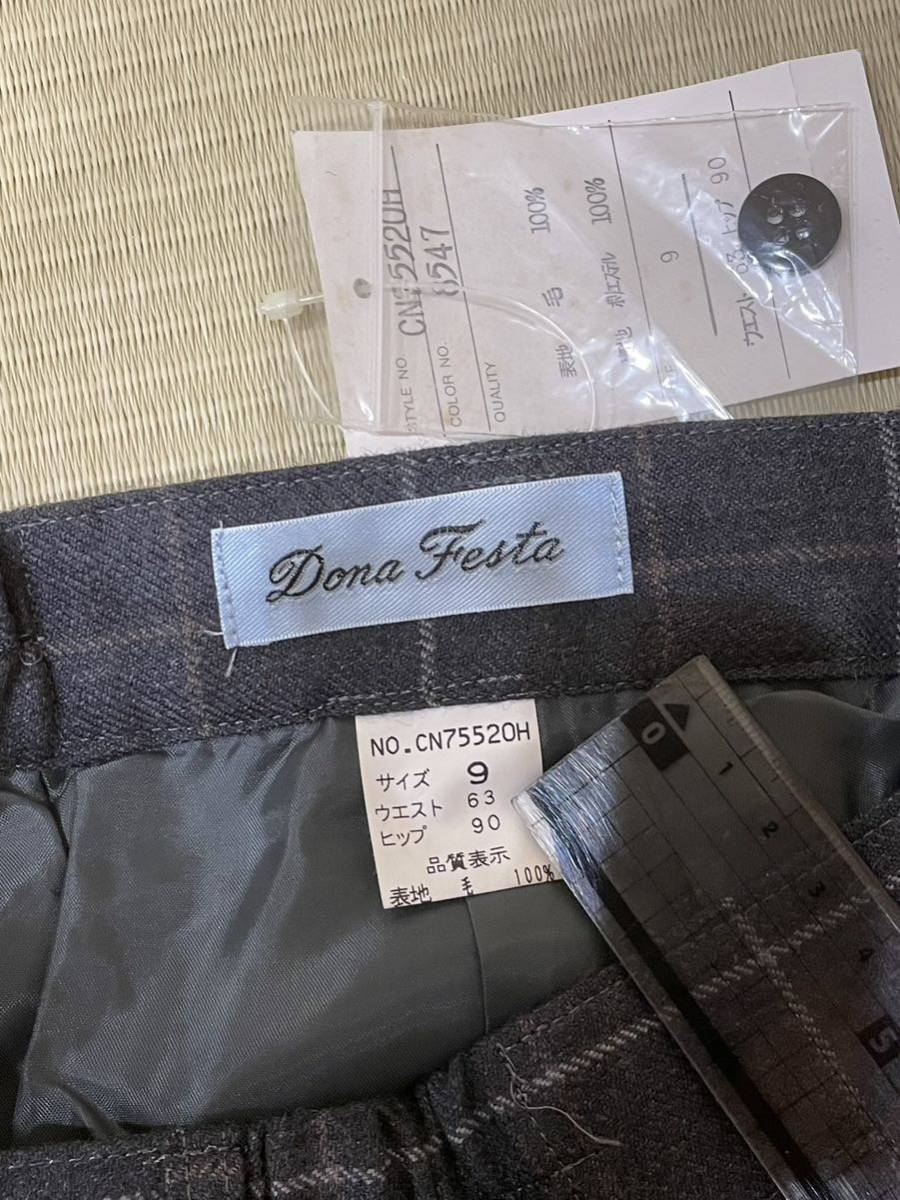 STYLE NO. CN75520H
COLOR NO. 8547
QUALITY
表地 毛 100%
ポリエステル 100%
9
ウエスト 63 ヒップ 90
Dona Festa
NO.CN75520H
サイズ 9
ウエスト 63
ヒップ 90
品質表示
表地 毛 100%
0 1 2 3 4 5